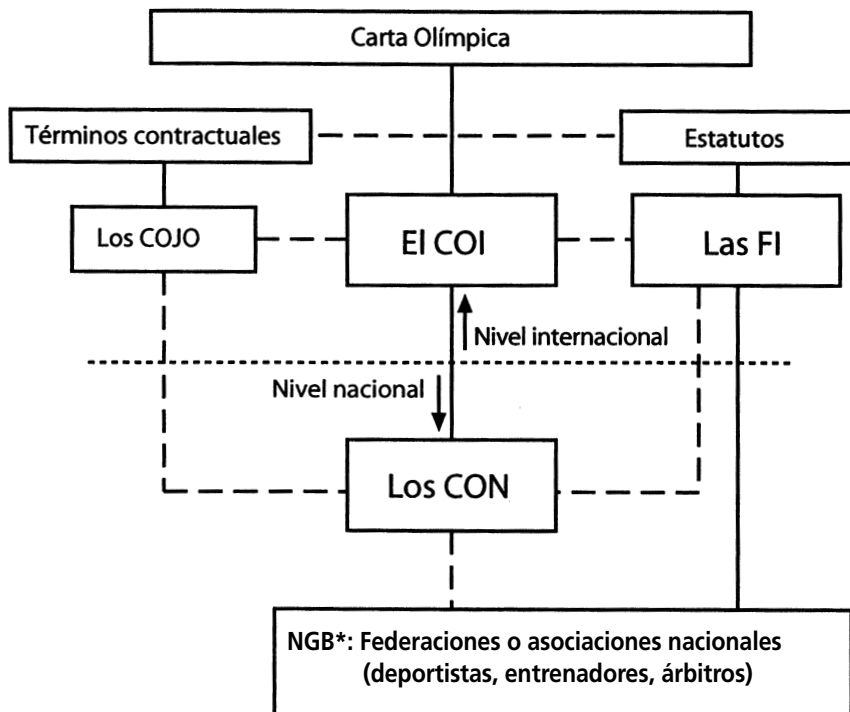 Carta Olímpica
Términos contractuales
Estatutos
Los COJO
El COI
Las FI
Nivel internacional
Nivel nacional
Los CON
NGB*: Federaciones o asociaciones nacionales
(deportistas, entrenadores, árbitros)